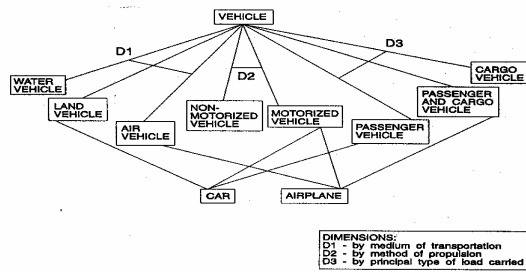 VEHICLE
D1
D3
D2
WATER
VEHICLE
LAND
VEHICLE
AIR
VEHICLE
NON-
MOTORIZED
VEHICLE
MOTORIZED
VEHICLE
PASSENGER
VEHICLE
PASSENGER
AND CARGO
VEHICLE
CARGO
VEHICLE
CAR
AIRPLANE
DIMENSIONS:
D1 - by medium of transportation
D2 - by method of propulsion
D3 - by principal type of load carried